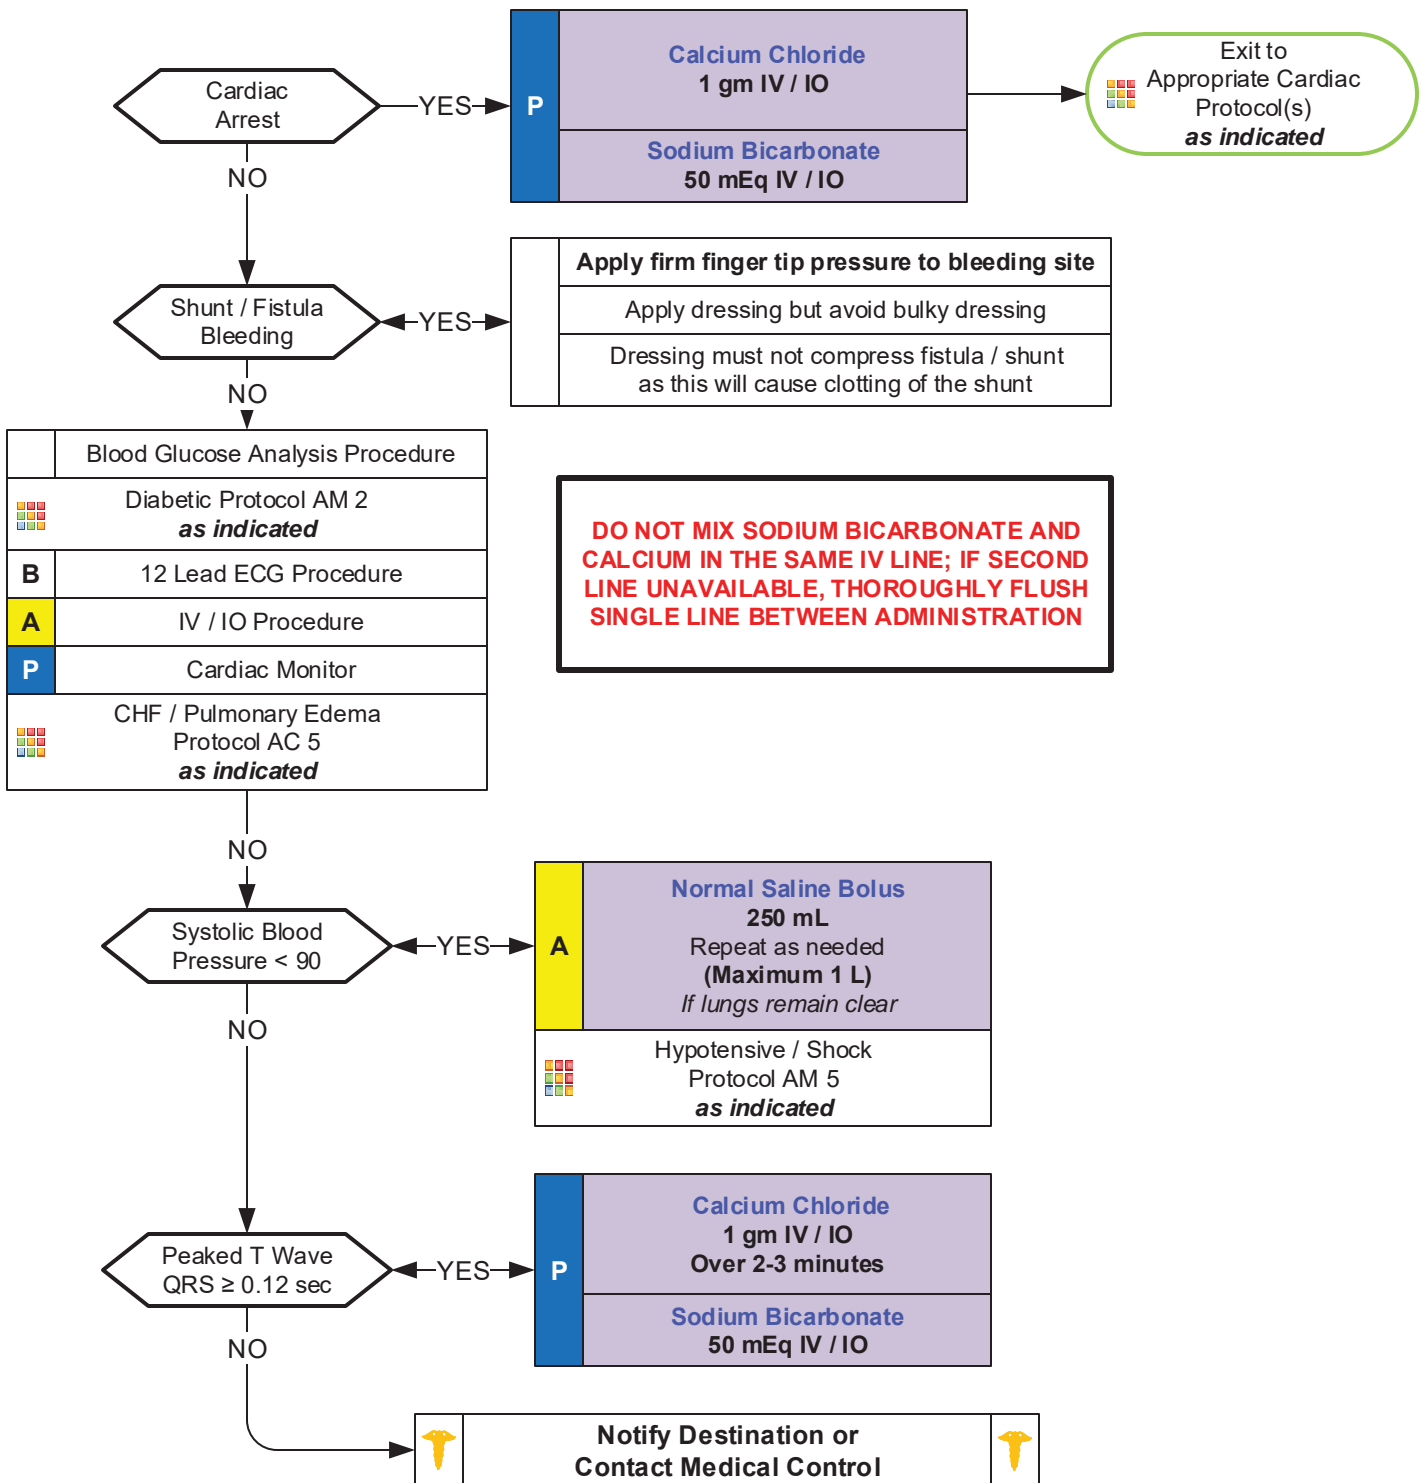 Cardiac
Arrest
YES
P
Calcium Chloride
1 gm IV / IO
Sodium Bicarbonate
50 mEq IV / IO
Exit to
Appropriate Cardiac
Protocol(s)
as indicated
NO
Shunt / Fistula
Bleeding
YES
Apply firm finger tip pressure to bleeding site
Apply dressing but avoid bulky dressing
Dressing must not compress fistula / shunt
as this will cause clotting of the shunt
NO
Blood Glucose Analysis Procedure
Diabetic Protocol AM 2
as indicated
B
12 Lead ECG Procedure
A
IV / IO Procedure
P
Cardiac Monitor
CHF / Pulmonary Edema
Protocol AC 5
as indicated
DO NOT MIX SODIUM BICARBONATE AND
CALCIUM IN THE SAME IV LINE; IF SECOND
LINE UNAVAILABLE, THOROUGHLY FLUSH
SINGLE LINE BETWEEN ADMINISTRATION
NO
Systolic Blood
Pressure < 90
YES
A
Normal Saline Bolus
250 mL
Repeat as needed
(Maximum 1 L)
If lungs remain clear
Hypotensive / Shock
Protocol AM 5
as indicated
NO
Peaked T Wave
QRS ≥ 0.12 sec
YES
P
Calcium Chloride
1 gm IV / IO
Over 2-3 minutes
Sodium Bicarbonate
50 mEq IV / IO
NO
Notify Destination or
Contact Medical Control